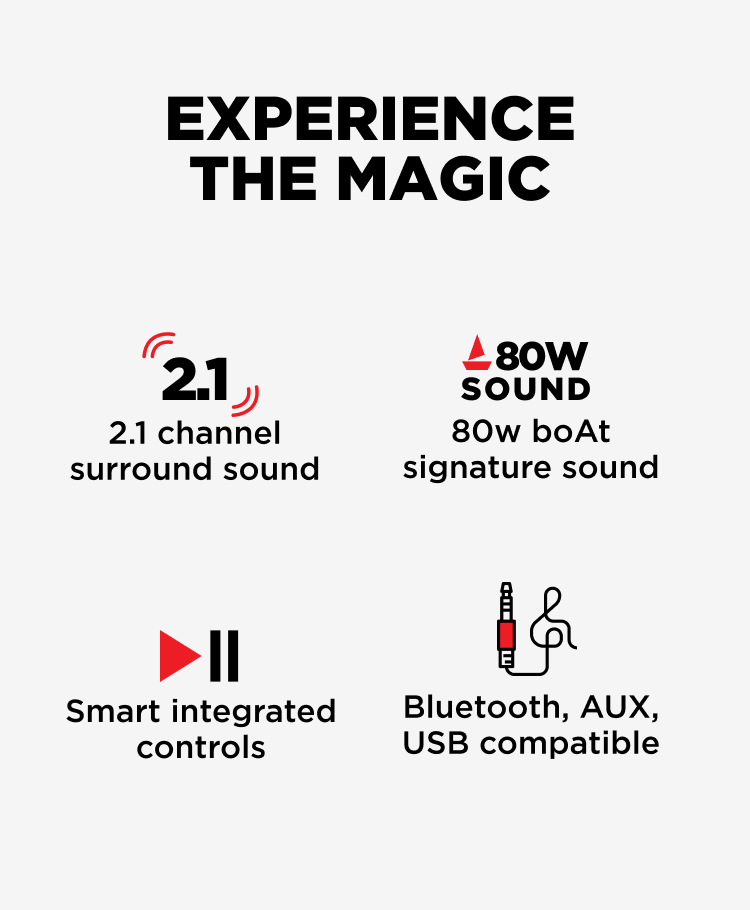 EXPERIENCE
THE MAGIC
2.1
2.1 channel
surround sound
80W
SOUND
80w boAt
signature sound
Smart integrated
controls
Bluetooth, AUX,
USB compatible